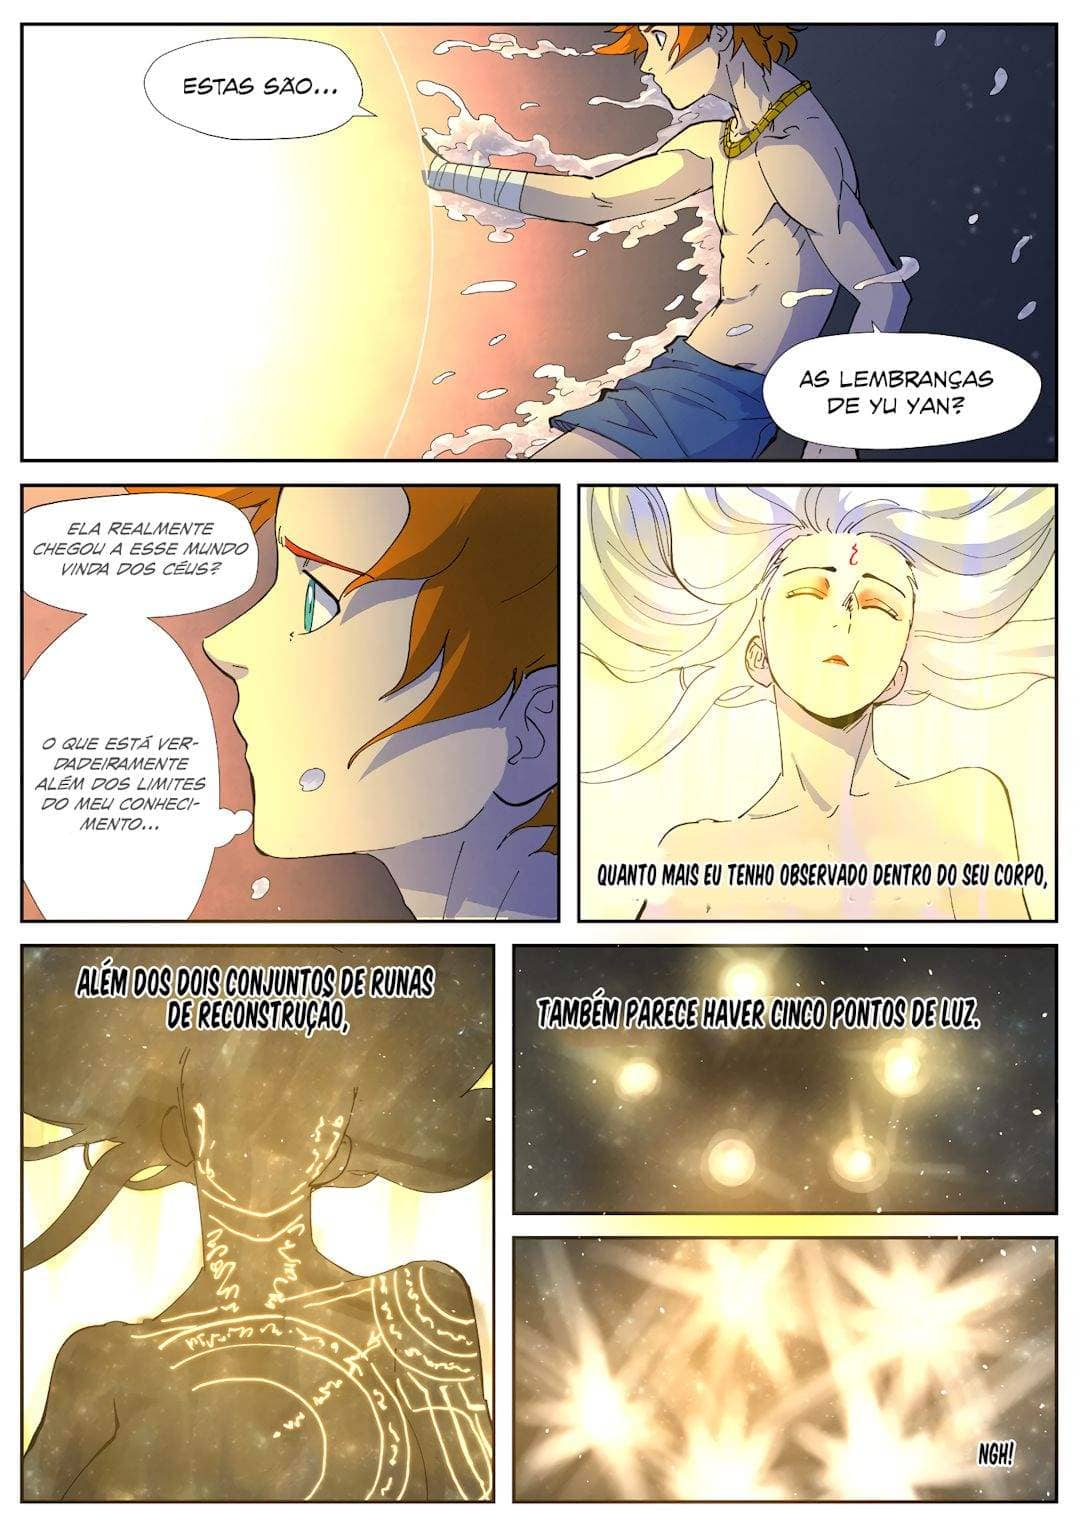 ESTAS SÃO...
AS LEMBRANÇAS
DE YU YAN?
ELA REALMENTE
CHEGOU A ESSE MUNDO
VINDA DOS CÉUS?
O QUE ESTÁ VER-
DADEIRAMENTE
ALÉM DOS LIMITES
DO MEU CONHECI-
MENTO...
QUANTO MAIS EU TENHO OBSERVADO DENTRO DO SEU CORPO,
ALÉM DOS DOIS CONJUNTOS DE RUNAS
DE RECONSTRUÇÃO,
TAMBÉM PARECE HAVER CINCO PONTOS DE LUZ.
NGH!